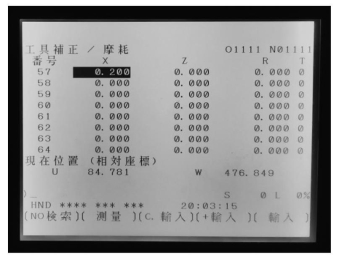 工具補正 / 摩耗 O1111 N01111
番号 X Z R T
57 0.200 0.000 0.000 0
58 0.000 0.000 0.000 0
59 0.000 0.000 0.000 0
60 0.000 0.000 0.000 0
61 0.000 0.000 0.000 0
62 0.000 0.000 0.000 0
63 0.000 0.000 0.000 0
64 0.000 0.000 0.000 0
現在位置 (相対座標)
U 84.781 W 476.849
)_
S 0 L 0%
HND **** *** *** 20:03:15
(NO検索)( 測量 )(C.輸入)(+輸入 )( 輸入 )